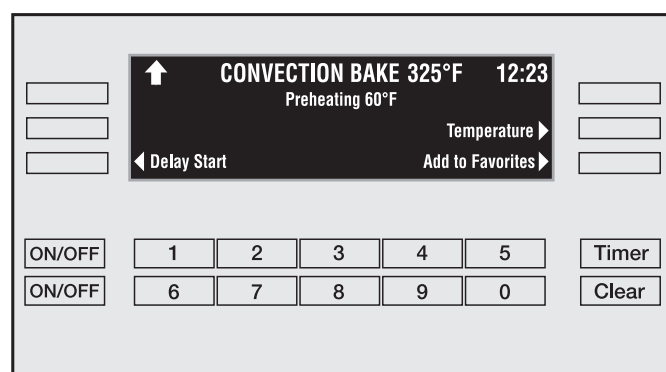 CONVECTION BAKE 325°F 12:23
Preheating 60°F
Temperature
Delay Start Add to Favorites
ON/OFF 1 2 3 4 5 Timer
ON/OFF 6 7 8 9 0 Clear